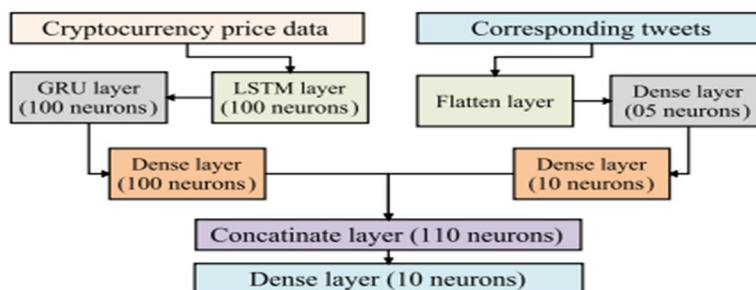 Cryptocurrency price data
Corresponding tweets
GRU layer
(100 neurons)
LSTM layer
(100 neurons)
Flatten layer
Dense layer
(05 neurons)
Dense layer
(100 neurons)
Dense layer
(10 neurons)
Concatinate layer (110 neurons)
Dense layer (10 neurons)